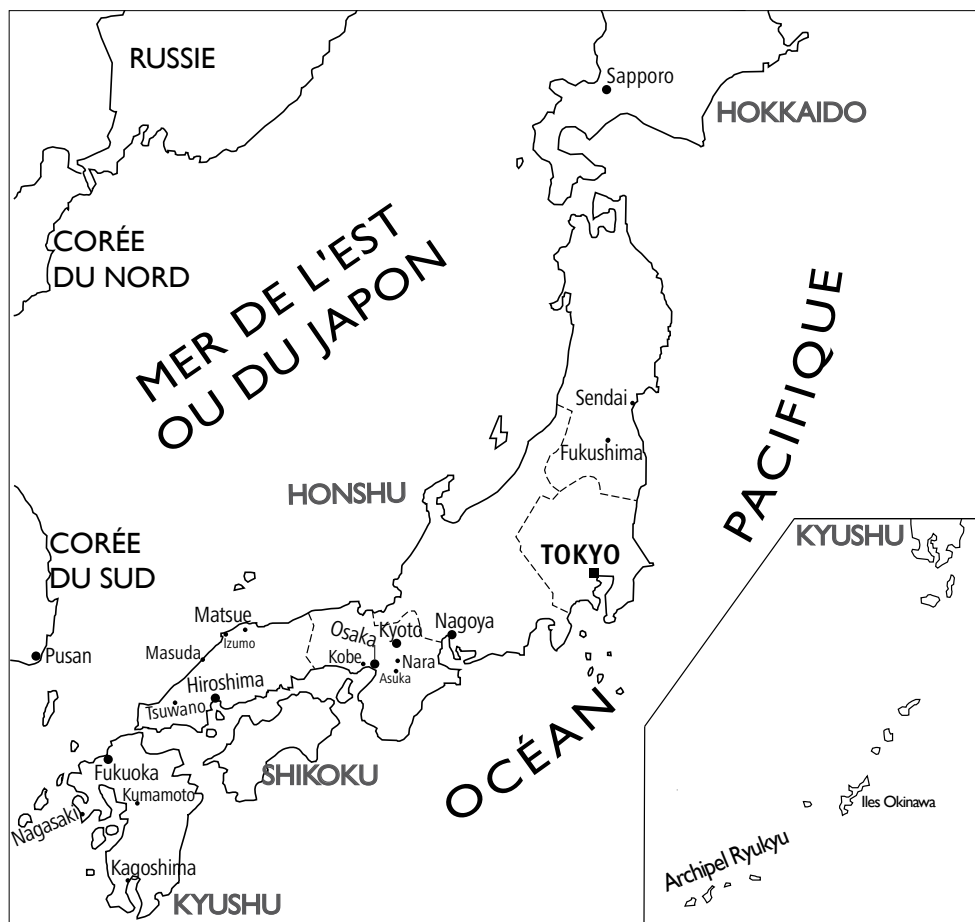 RUSSIE
Sapporo
HOKKAIDO
CORÉE
DU NORD
MER DE L'EST
OU DU JAPON
PACIFIQUE
Sendai
Fukushima
HONSHU
CORÉE
DU SUD
TOKYO
KYUSHU
Matsue
Izumo
Osaka
Kyoto
Nagoya
Pusan
Masuda
Kobe
Nara
Asuka
Hiroshima
Tsuwano
OCÉAN
SHIKOKU
Fukuoka
Kumamoto
Nagasaki
Iles Okinawa
Archipel Ryukyu
Kagoshima
KYUSHU